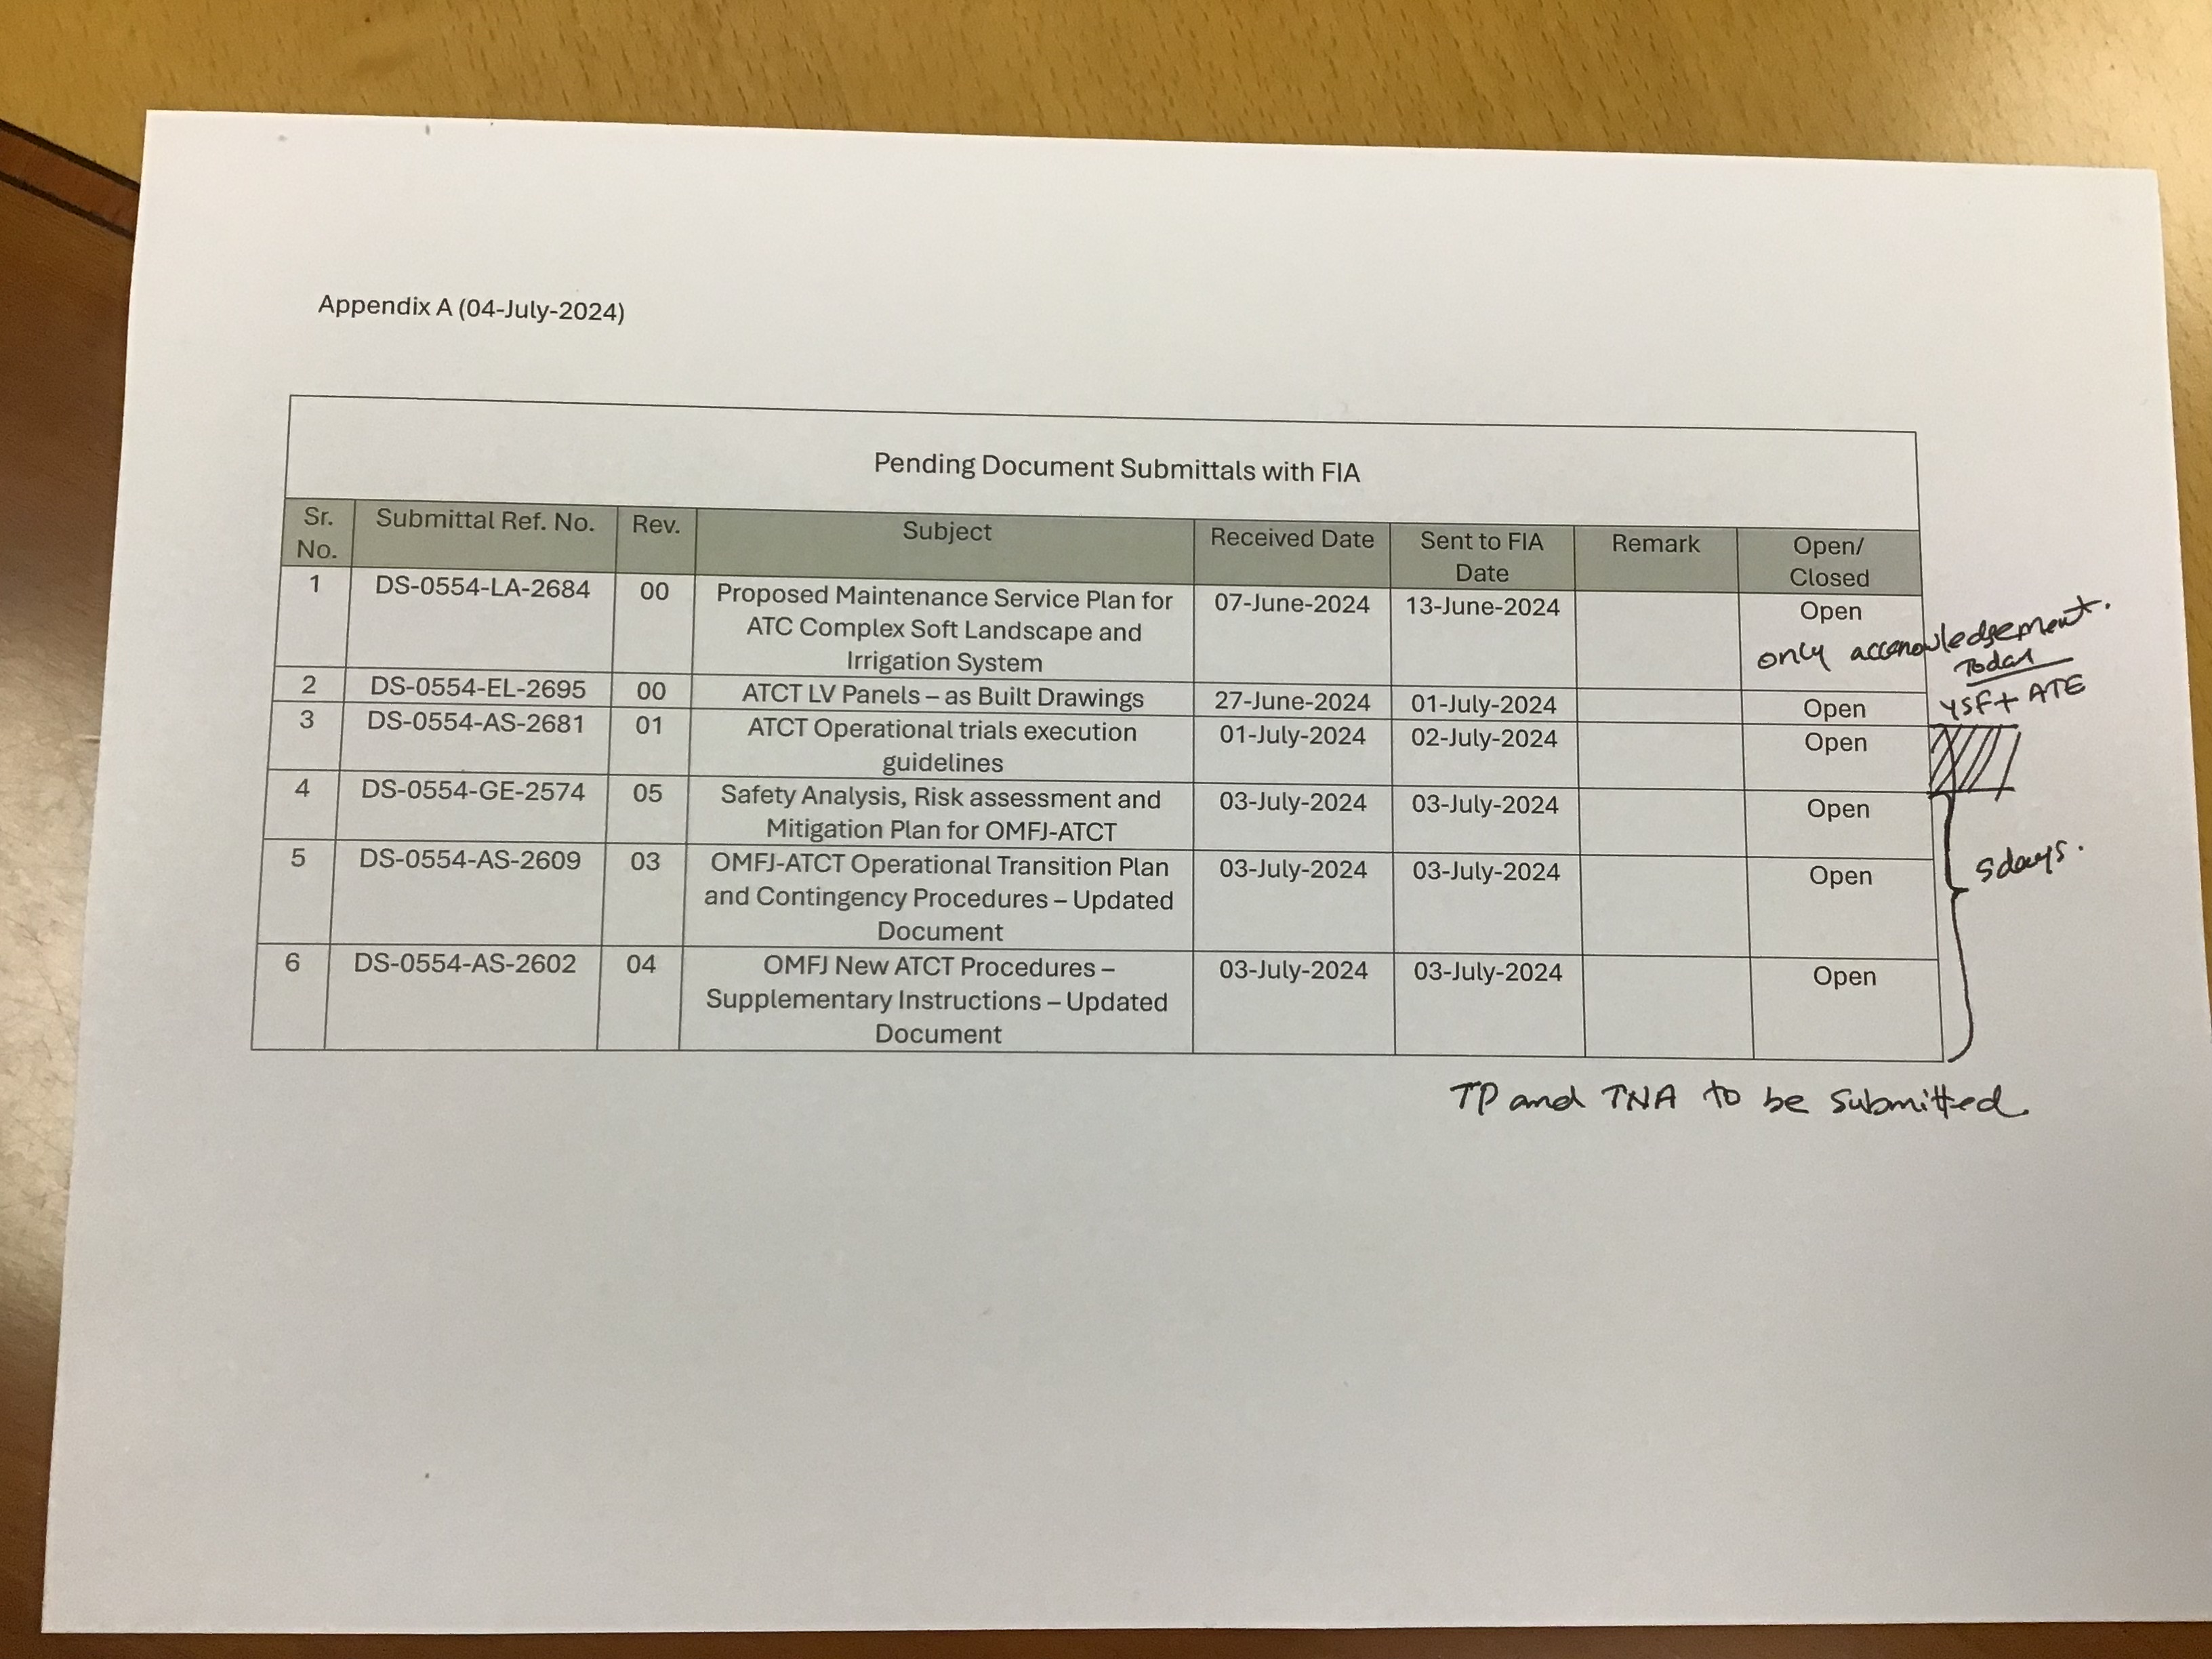 Appendix A (04-July-2024)
Pending Document Submittals with FIA
Sr. No. Submittal Ref. No. Rev. Subject Received Date Sent to FIA Date Remark Open/ Closed
1 DS-0554-LA-2684 00 Proposed Maintenance Service Plan for 07-June-2024 13-June-2024 Open
ATC Complex Soft Landscape and
Irrigation System
only acconowledgement.
Today
2 DS-0554-EL-2695 00 ATCT LV Panels – as Built Drawings 27-June-2024 01-July-2024 Open
YSF + ATE
3 DS-0554-AS-2681 01 ATCT Operational trials execution 01-July-2024 02-July-2024 Open
guidelines
4 DS-0554-GE-2574 05 Safety Analysis, Risk assessment and 03-July-2024 03-July-2024 Open
Mitigation Plan for OMFJ-ATCT
5 DS-0554-AS-2609 03 OMFJ-ATCT Operational Transition Plan 03-July-2024 03-July-2024 Open
and Contingency Procedures – Updated
Document
5days.
6 DS-0554-AS-2602 04 OMFJ New ATCT Procedures – 03-July-2024 03-July-2024 Open
Supplementary Instructions – Updated
Document
TP and TNA to be submitted.